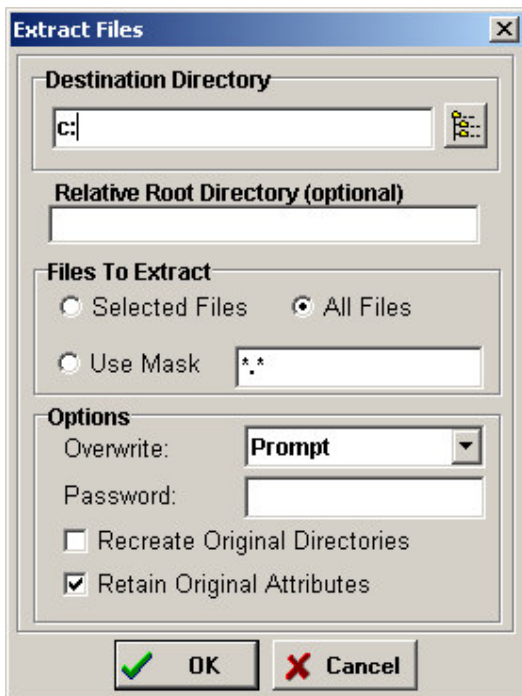 Extract Files
Destination Directory
c:
Relative Root Directory (optional)
Files To Extract
Selected Files All Files
Use Mask *.*
Options
Overwrite: Prompt
Password:
Recreate Original Directories
Retain Original Attributes
OK Cancel